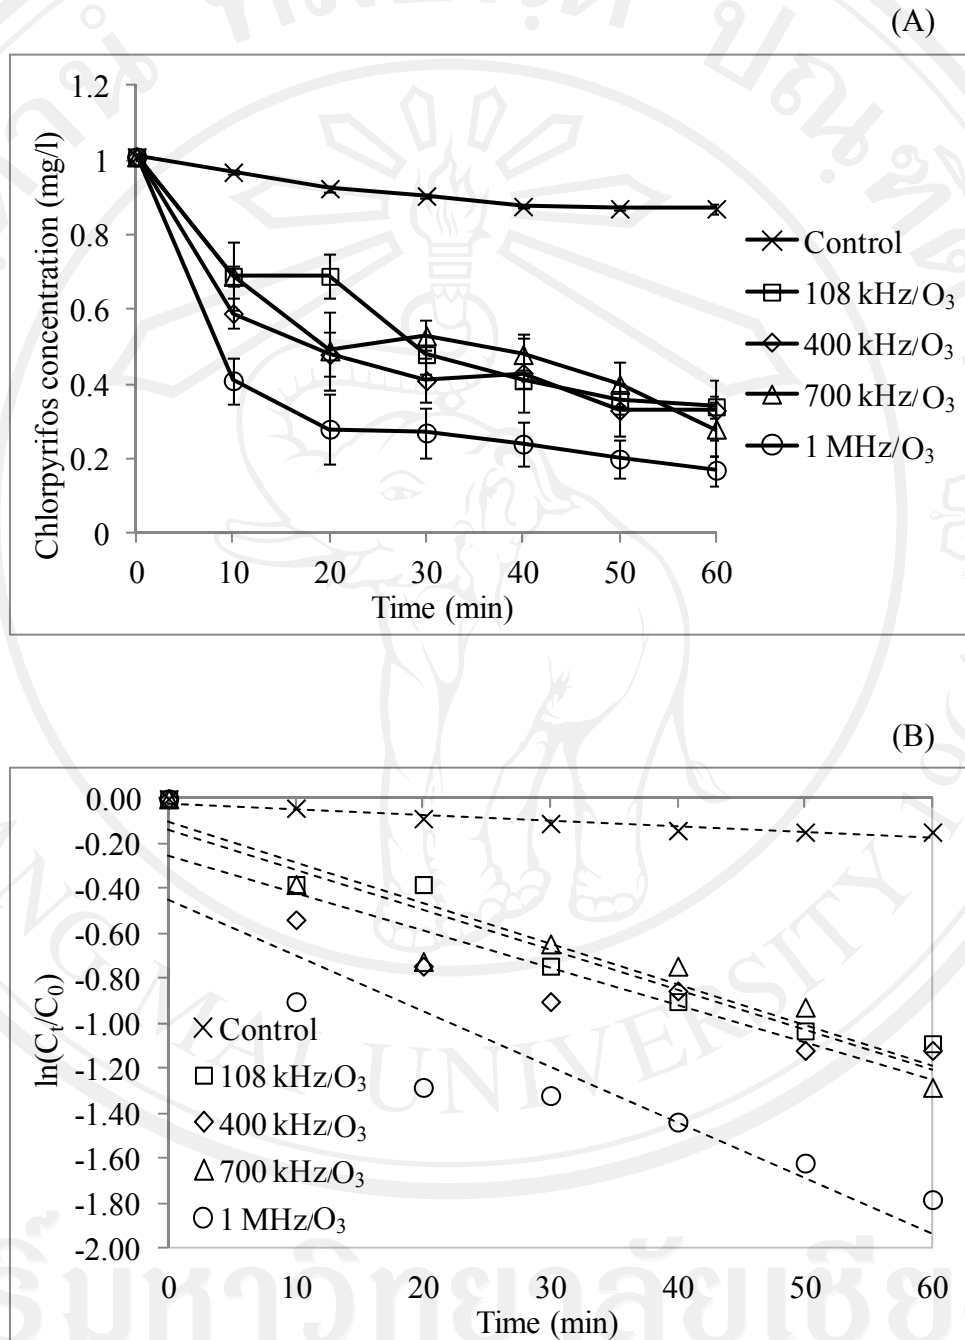 (A)
Chlorpyrifos concentration (mg/l)
1.2
1
0.8
0.6
0.4
0.2
0
0 10 20 30 40 50 60
Time (min)
Control
108 kHz/O₃
400 kHz/O₃
700 kHz/O₃
1 MHz/O₃
(B)
ln(Cₜ/C₀)
0.00
-0.20
-0.40
-0.60
-0.80
-1.00
-1.20
-1.40
-1.60
-1.80
-2.00
Control
108 kHz/O₃
400 kHz/O₃
700 kHz/O₃
1 MHz/O₃
0 10 20 30 40 50 60
Time (min)